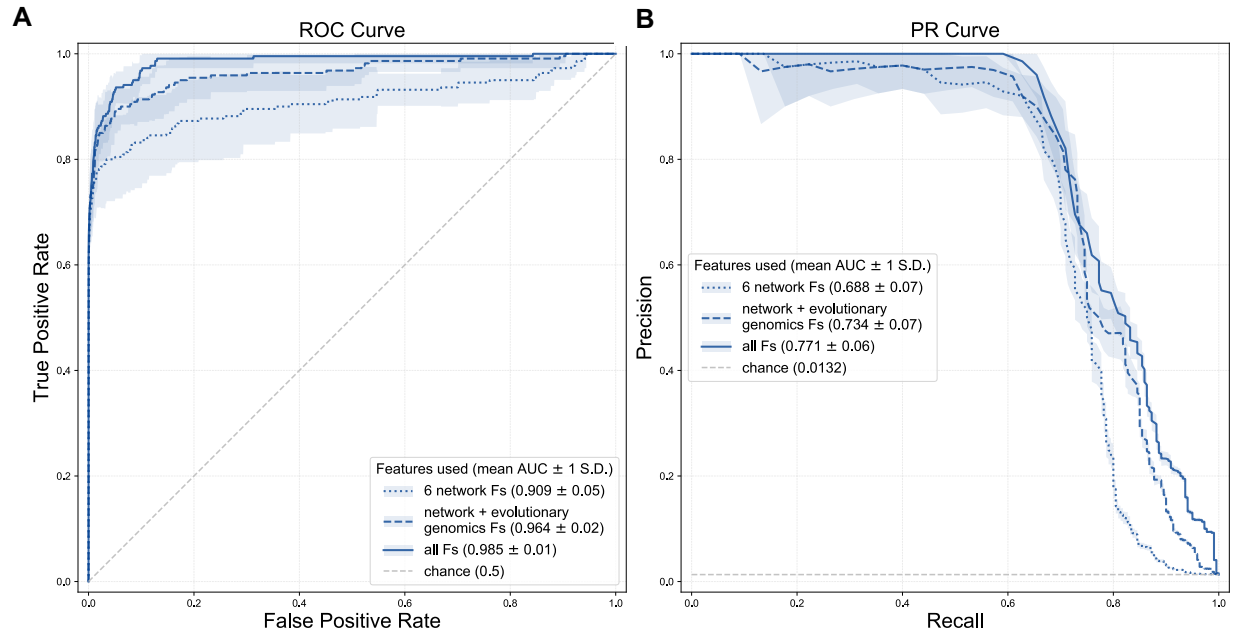 A
ROC Curve
1.0
0.8
0.6
0.4
0.2
0.0
True Positive Rate
Features used (mean AUC ± 1 S.D.)
6 network Fs (0.909 ± 0.05)
network + evolutionary
genomics Fs (0.964 ± 0.02)
all Fs (0.985 ± 0.01)
chance (0.5)
0.0
0.2
0.4
0.6
0.8
1.0
False Positive Rate
B
PR Curve
1.0
0.8
0.6
0.4
0.2
0.0
Precision
Features used (mean AUC ± 1 S.D.)
6 network Fs (0.688 ± 0.07)
network + evolutionary
genomics Fs (0.734 ± 0.07)
all Fs (0.771 ± 0.06)
chance (0.0132)
0.0
0.2
0.4
0.6
0.8
1.0
Recall